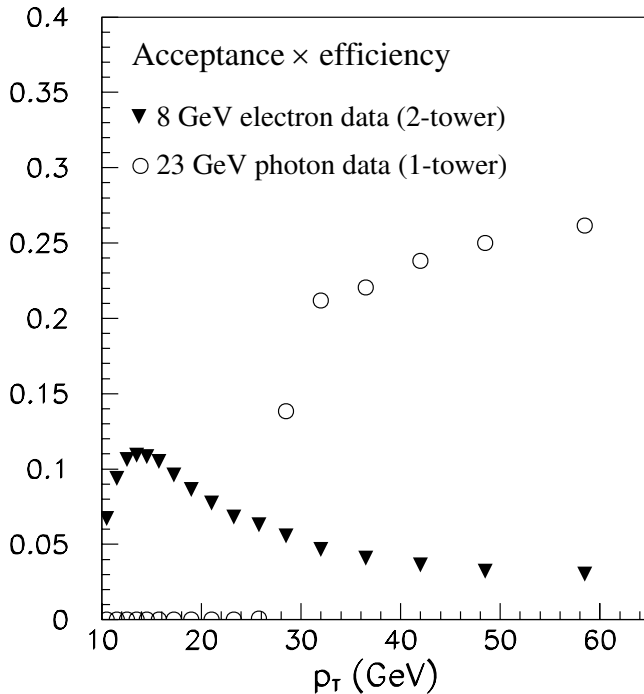 0.4
Acceptance × efficiency
0.35
8 GeV electron data (2-tower)
0.3
23 GeV photon data (1-tower)
0.25
0.2
0.15
0.1
0.05
0
10 20 30 40 50 60
p_T (GeV)